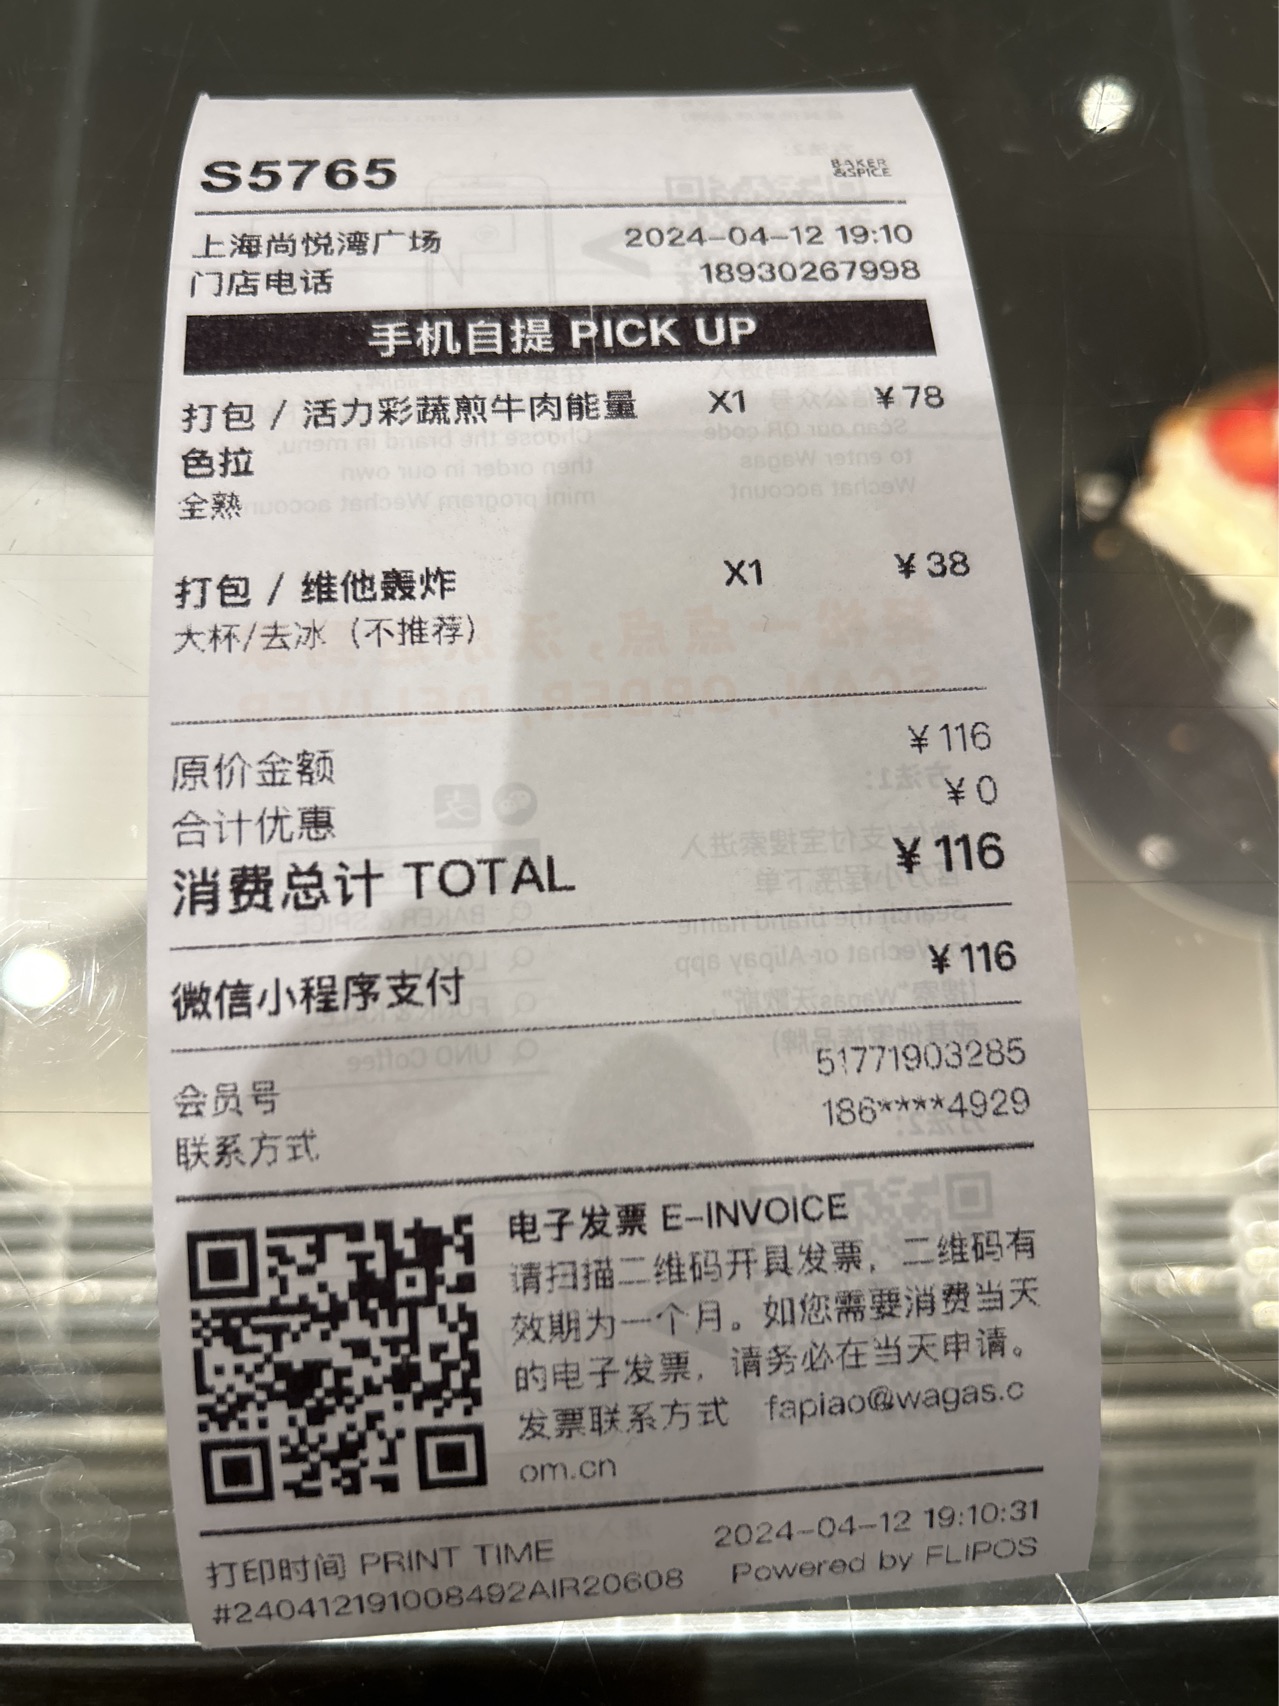 S5765
BAKER
&SPICE
上海尚悦湾广场 2024-04-12 19:10
门店电话 18930267998
手机自提 PICK UP
打包 / 活力彩蔬煎牛肉能量 X1 ￥78
色拉
全熟
打包 / 维他轰炸 X1 ￥38
大杯/去冰（不推荐）
原价金额 ￥116
合计优惠 ￥0
消费总计 TOTAL ￥116
微信小程序支付 ￥116
会员号 51771903285
联系方式 186****4929
电子发票 E-INVOICE
请扫描二维码开具发票，二维码有
效期为一个月。如您需要消费当天
的电子发票，请务必在当天申请。
发票联系方式 fapiao@wagas.c
om.cn
打印时间 PRINT TIME 2024-04-12 19:10:31
#240412191008492AIR20608 Powered by FLIPOS